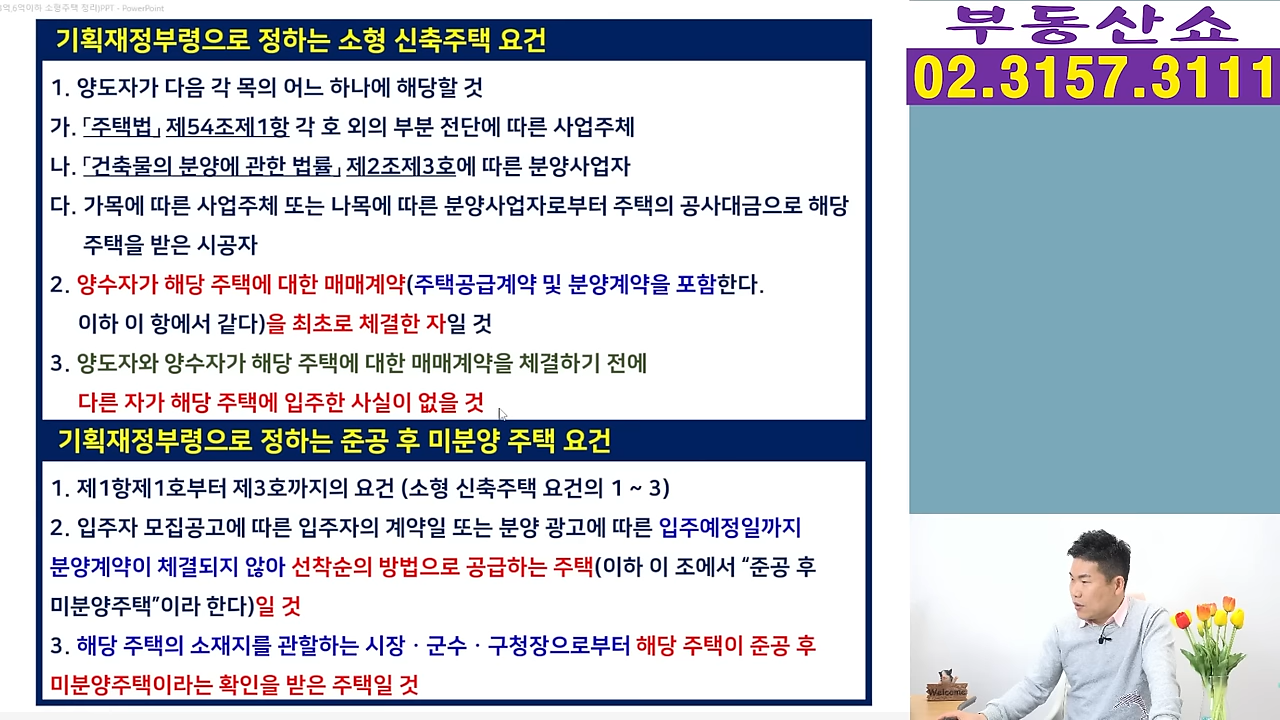 억,6억이하 소형주택 정리)PPT - PowerPoint
부동산쇼
02.3157.3111
기획재정부령으로 정하는 소형 신축주택 요건
1. 양도자가 다음 각 목의 어느 하나에 해당할 것
가. 「주택법」 제54조제1항 각 호 외의 부분 전단에 따른 사업주체
나. 「건축물의 분양에 관한 법률」 제2조제3호에 따른 분양사업자
다. 가목에 따른 사업주체 또는 나목에 따른 분양사업자로부터 주택의 공사대금으로 해당
주택을 받은 시공자
2. 양수자가 해당 주택에 대한 매매계약(주택공급계약 및 분양계약을 포함한다.
이하 이 항에서 같다)을 최초로 체결한 자일 것
3. 양도자와 양수자가 해당 주택에 대한 매매계약을 체결하기 전에
다른 자가 해당 주택에 입주한 사실이 없을 것
기획재정부령으로 정하는 준공 후 미분양 주택 요건
1. 제1항제1호부터 제3호까지의 요건 (소형 신축주택 요건의 1 ~ 3)
2. 입주자 모집공고에 따른 입주자의 계약일 또는 분양 광고에 따른 입주예정일까지
분양계약이 체결되지 않아 선착순의 방법으로 공급하는 주택(이하 이 조에서 “준공 후
미분양주택”이라 한다)일 것
3. 해당 주택의 소재지를 관할하는 시장 · 군수 · 구청장으로부터 해당 주택이 준공 후
미분양주택이라는 확인을 받은 주택일 것
Welcome